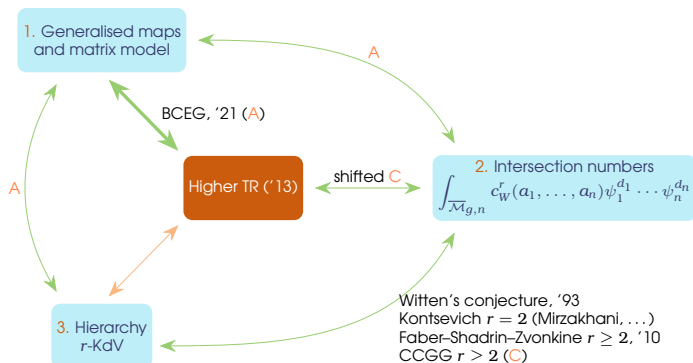 1. Generalised maps
and matrix model
A
BCEG, '21 (A)
A
Higher TR ('13)
shifted C
2. Intersection numbers
∫_{\overline{M}_{g,n}} c_W^r(a_1, …, a_n)ψ_1^{d_1} ⋯ ψ_n^{d_n}
3. Hierarchy
r-KdV
Witten's conjecture, '93
Kontsevich r = 2 (Mirzakhani, …)
Faber–Shadrin–Zvonkine r ≥ 2, '10
CCGG r > 2 (C)